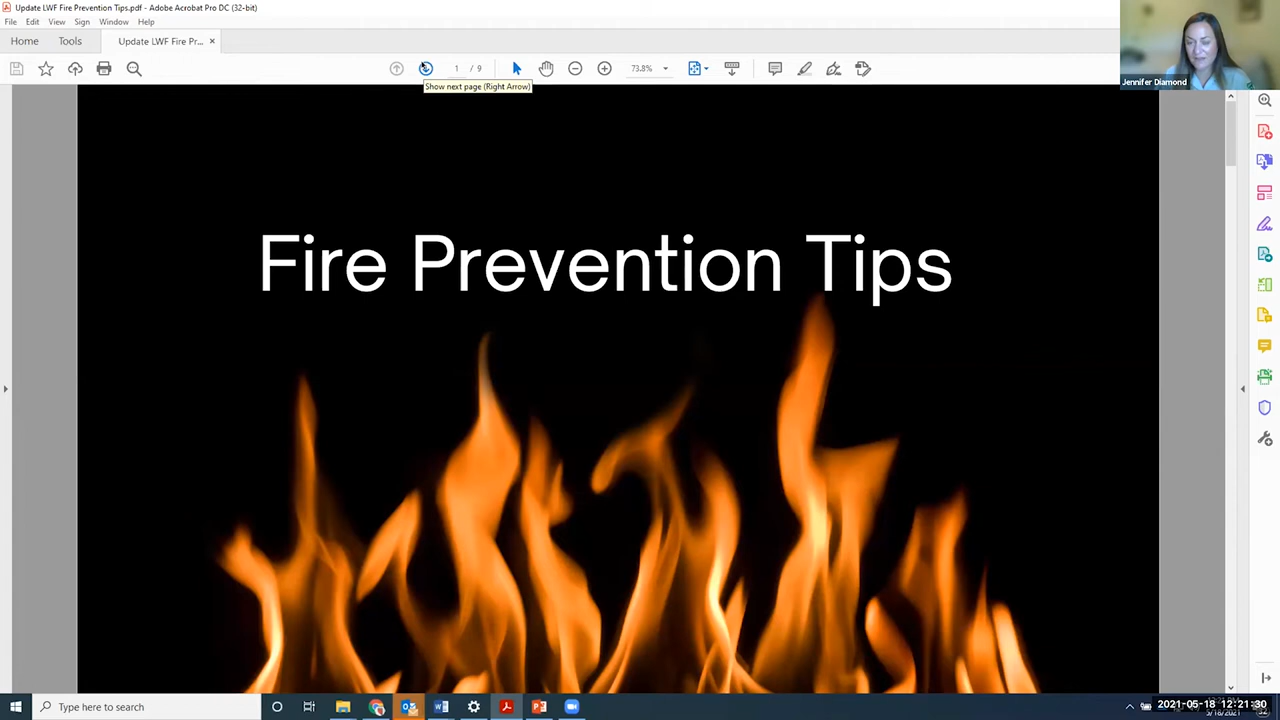 Update LWF Fire Prevention Tips.pdf - Adobe Acrobat Pro DC (32-bit)
File Edit View Sign Window Help
Home Tools Update LWF Fire Pr... ×
1 / 9 73.8%
Show next page (Right Arrow)
Jennifer Diamond
Fire Prevention Tips
Type here to search
2021-05-18 12:21:30